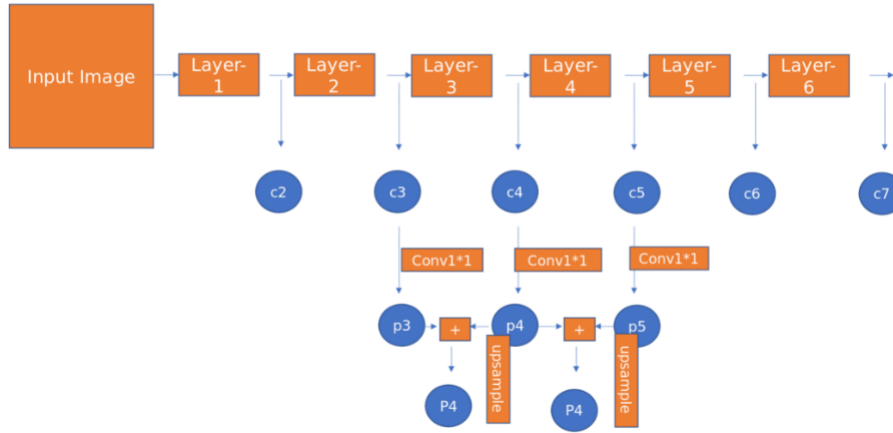 Input Image
Layer-
1
Layer-
2
Layer-
3
Layer-
4
Layer-
5
Layer-
6
c2
c3
c4
c5
c6
c7
Conv1*1
Conv1*1
Conv1*1
p3
+
p4
+
p5
upsample
upsample
P4
P4